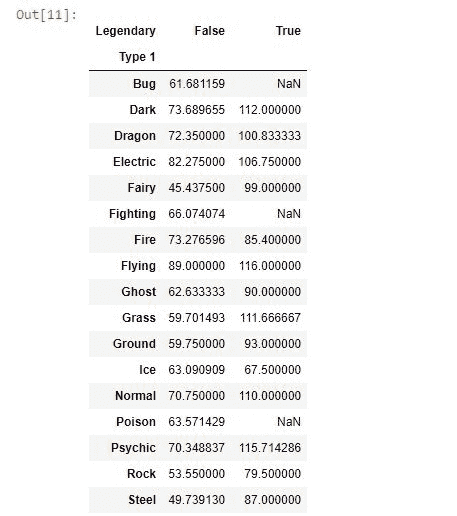 Out[11]:
Legendary False True
Type 1
Bug 61.681159 NaN
Dark 73.689655 112.000000
Dragon 72.350000 100.833333
Electric 82.275000 106.750000
Fairy 45.437500 99.000000
Fighting 66.074074 NaN
Fire 73.276596 85.400000
Flying 89.000000 116.000000
Ghost 62.633333 90.000000
Grass 59.701493 111.666667
Ground 59.750000 93.000000
Ice 63.090909 67.500000
Normal 70.750000 110.000000
Poison 63.571429 NaN
Psychic 70.348837 115.714286
Rock 53.550000 79.500000
Steel 49.739130 87.000000